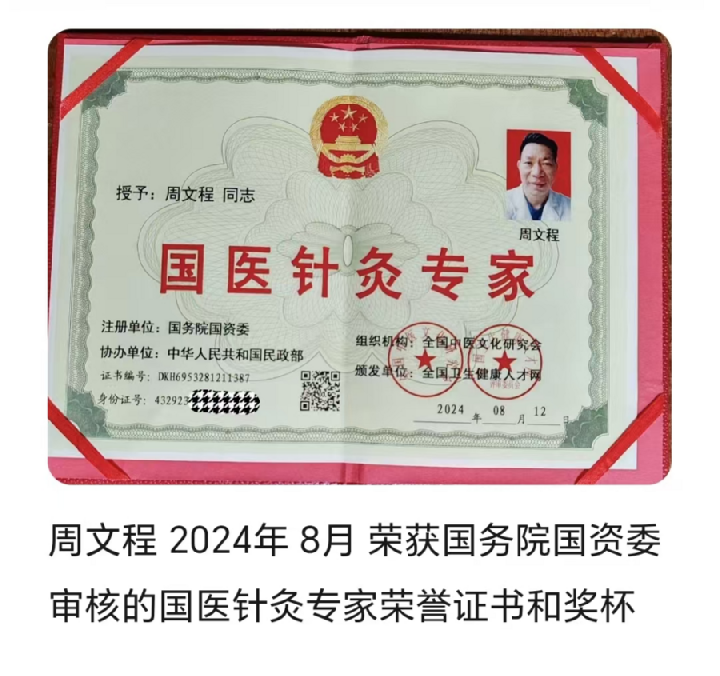 授予：周文程 同志
周文程
国医针灸专家
注册单位：国务院国资委
协办单位：中华人民共和国民政部
证书编号：DKH6953281211387
身份证号：432923
组织机构：全国中医文化研究会
颁发单位：全国卫生健康人才网
2024 年 08 月 12 日
周文程 2024年 8月 荣获国务院国资委
审核的国医针灸专家荣誉证书和奖杯